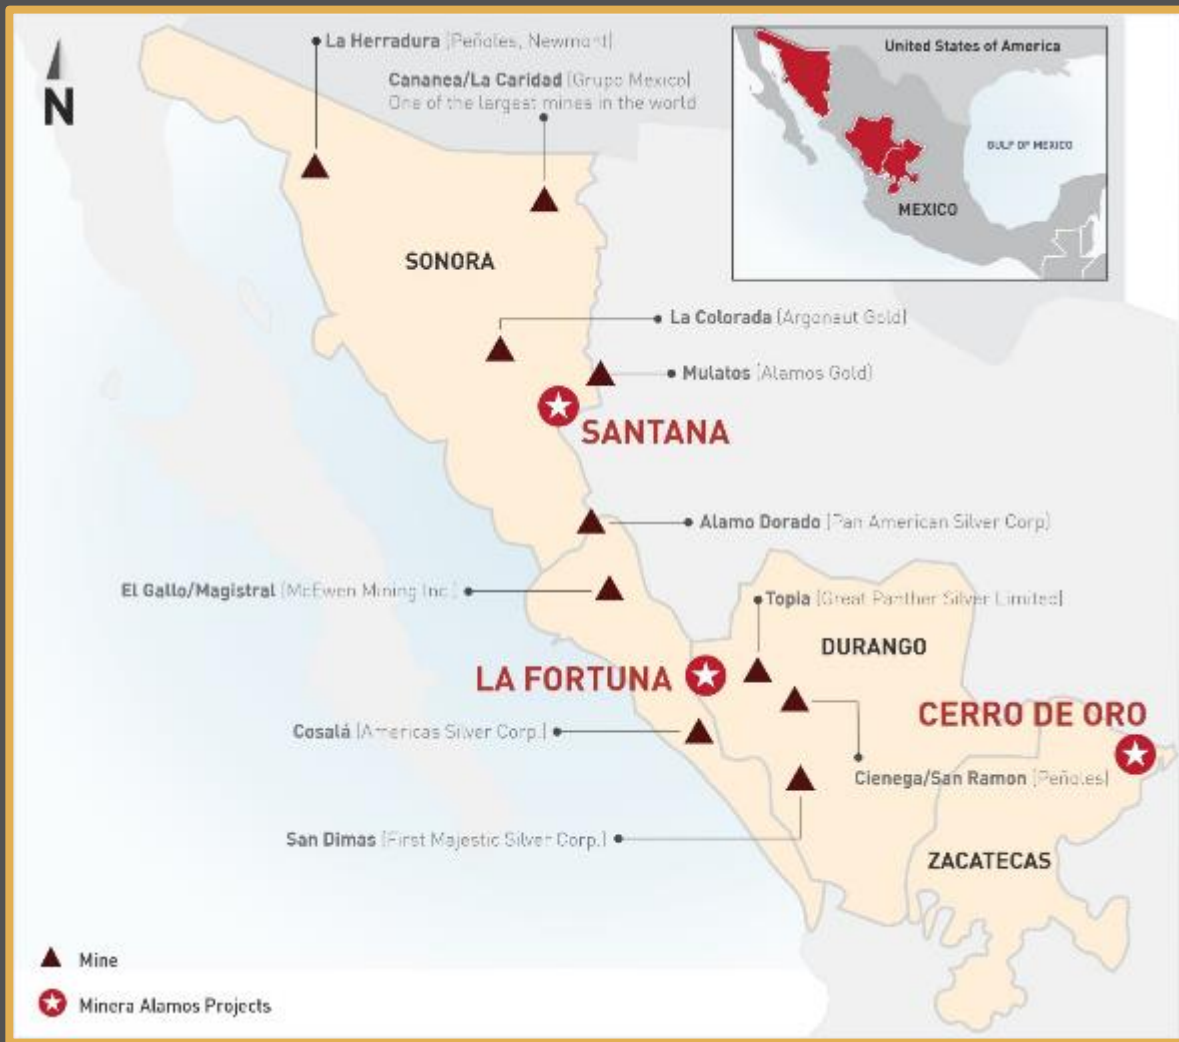 La Herradura (Peñoles, Newmont)
Cananea/La Caridad (Grupo Mexico)
One of the largest mines in the world
N
United States of America
GULF OF MEXICO
MEXICO
SONORA
La Colorada (Argonaut Gold)
Mulatos (Alamos Gold)
SANTANA
Alamo Dorado (Pan American Silver Corp)
El Gallo/Magistral (McEwen Mining Inc.)
Topia (Great Panther Silver Limited)
DURANGO
LA FORTUNA
CERRO DE ORO
Cosalá (Americas Silver Corp.)
Cienega/San Ramon (Peñoles)
San Dimas (First Majestic Silver Corp.)
ZACATECAS
Mine
Minera Alamos Projects